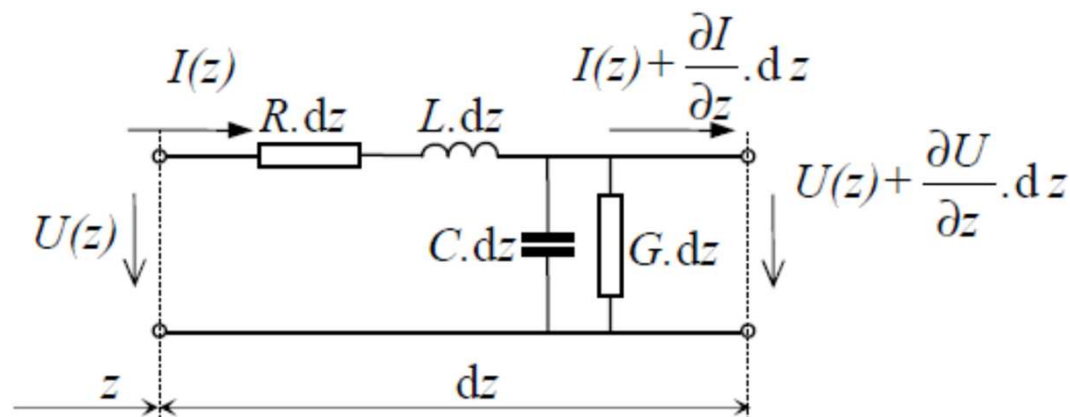 I(z)
I(z)+ ∂I/∂z .dz
R.dz
L.dz
U(z)
C.dz
G.dz
U(z)+ ∂U/∂z .dz
z
dz